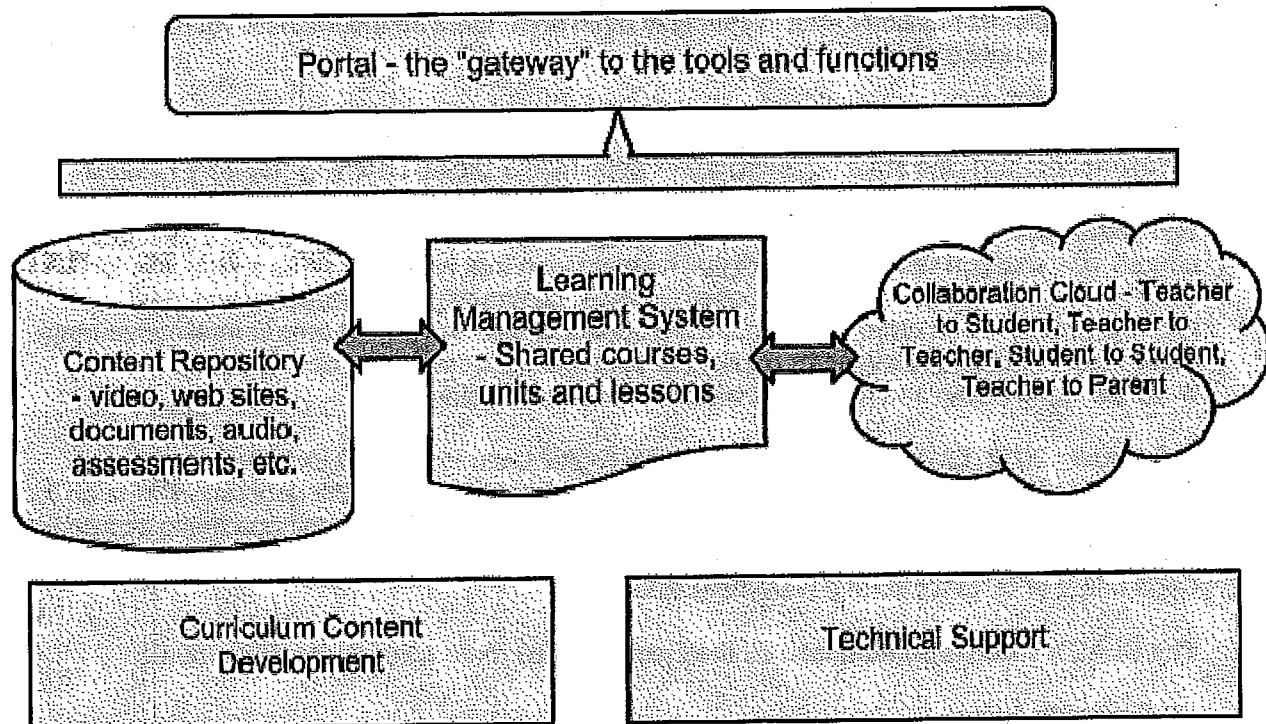 Portal - the "gateway" to the tools and functions
Content Repository
- video, web sites,
documents, audio,
assessments, etc.
Learning
Management System
- Shared courses,
units and lessons
Collaboration Cloud - Teacher
to Student, Teacher to
Teacher, Student to Student,
Teacher to Parent
Curriculum Content
Development
Technical Support